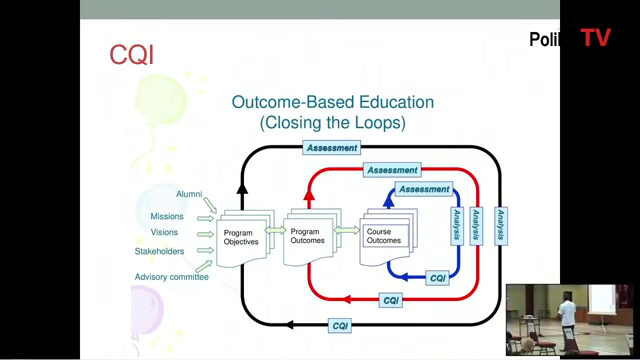 CQI
Poli
TV
Outcome-Based Education
(Closing the Loops)
Assessment
Assessment
Assessment
Alumni
Missions
Visions
Stakeholders
Advisory committee
Program
Objectives
Program
Outcomes
Course
Outcomes
Analysis
Analysis
Analysis
CQI
CQI
CQI